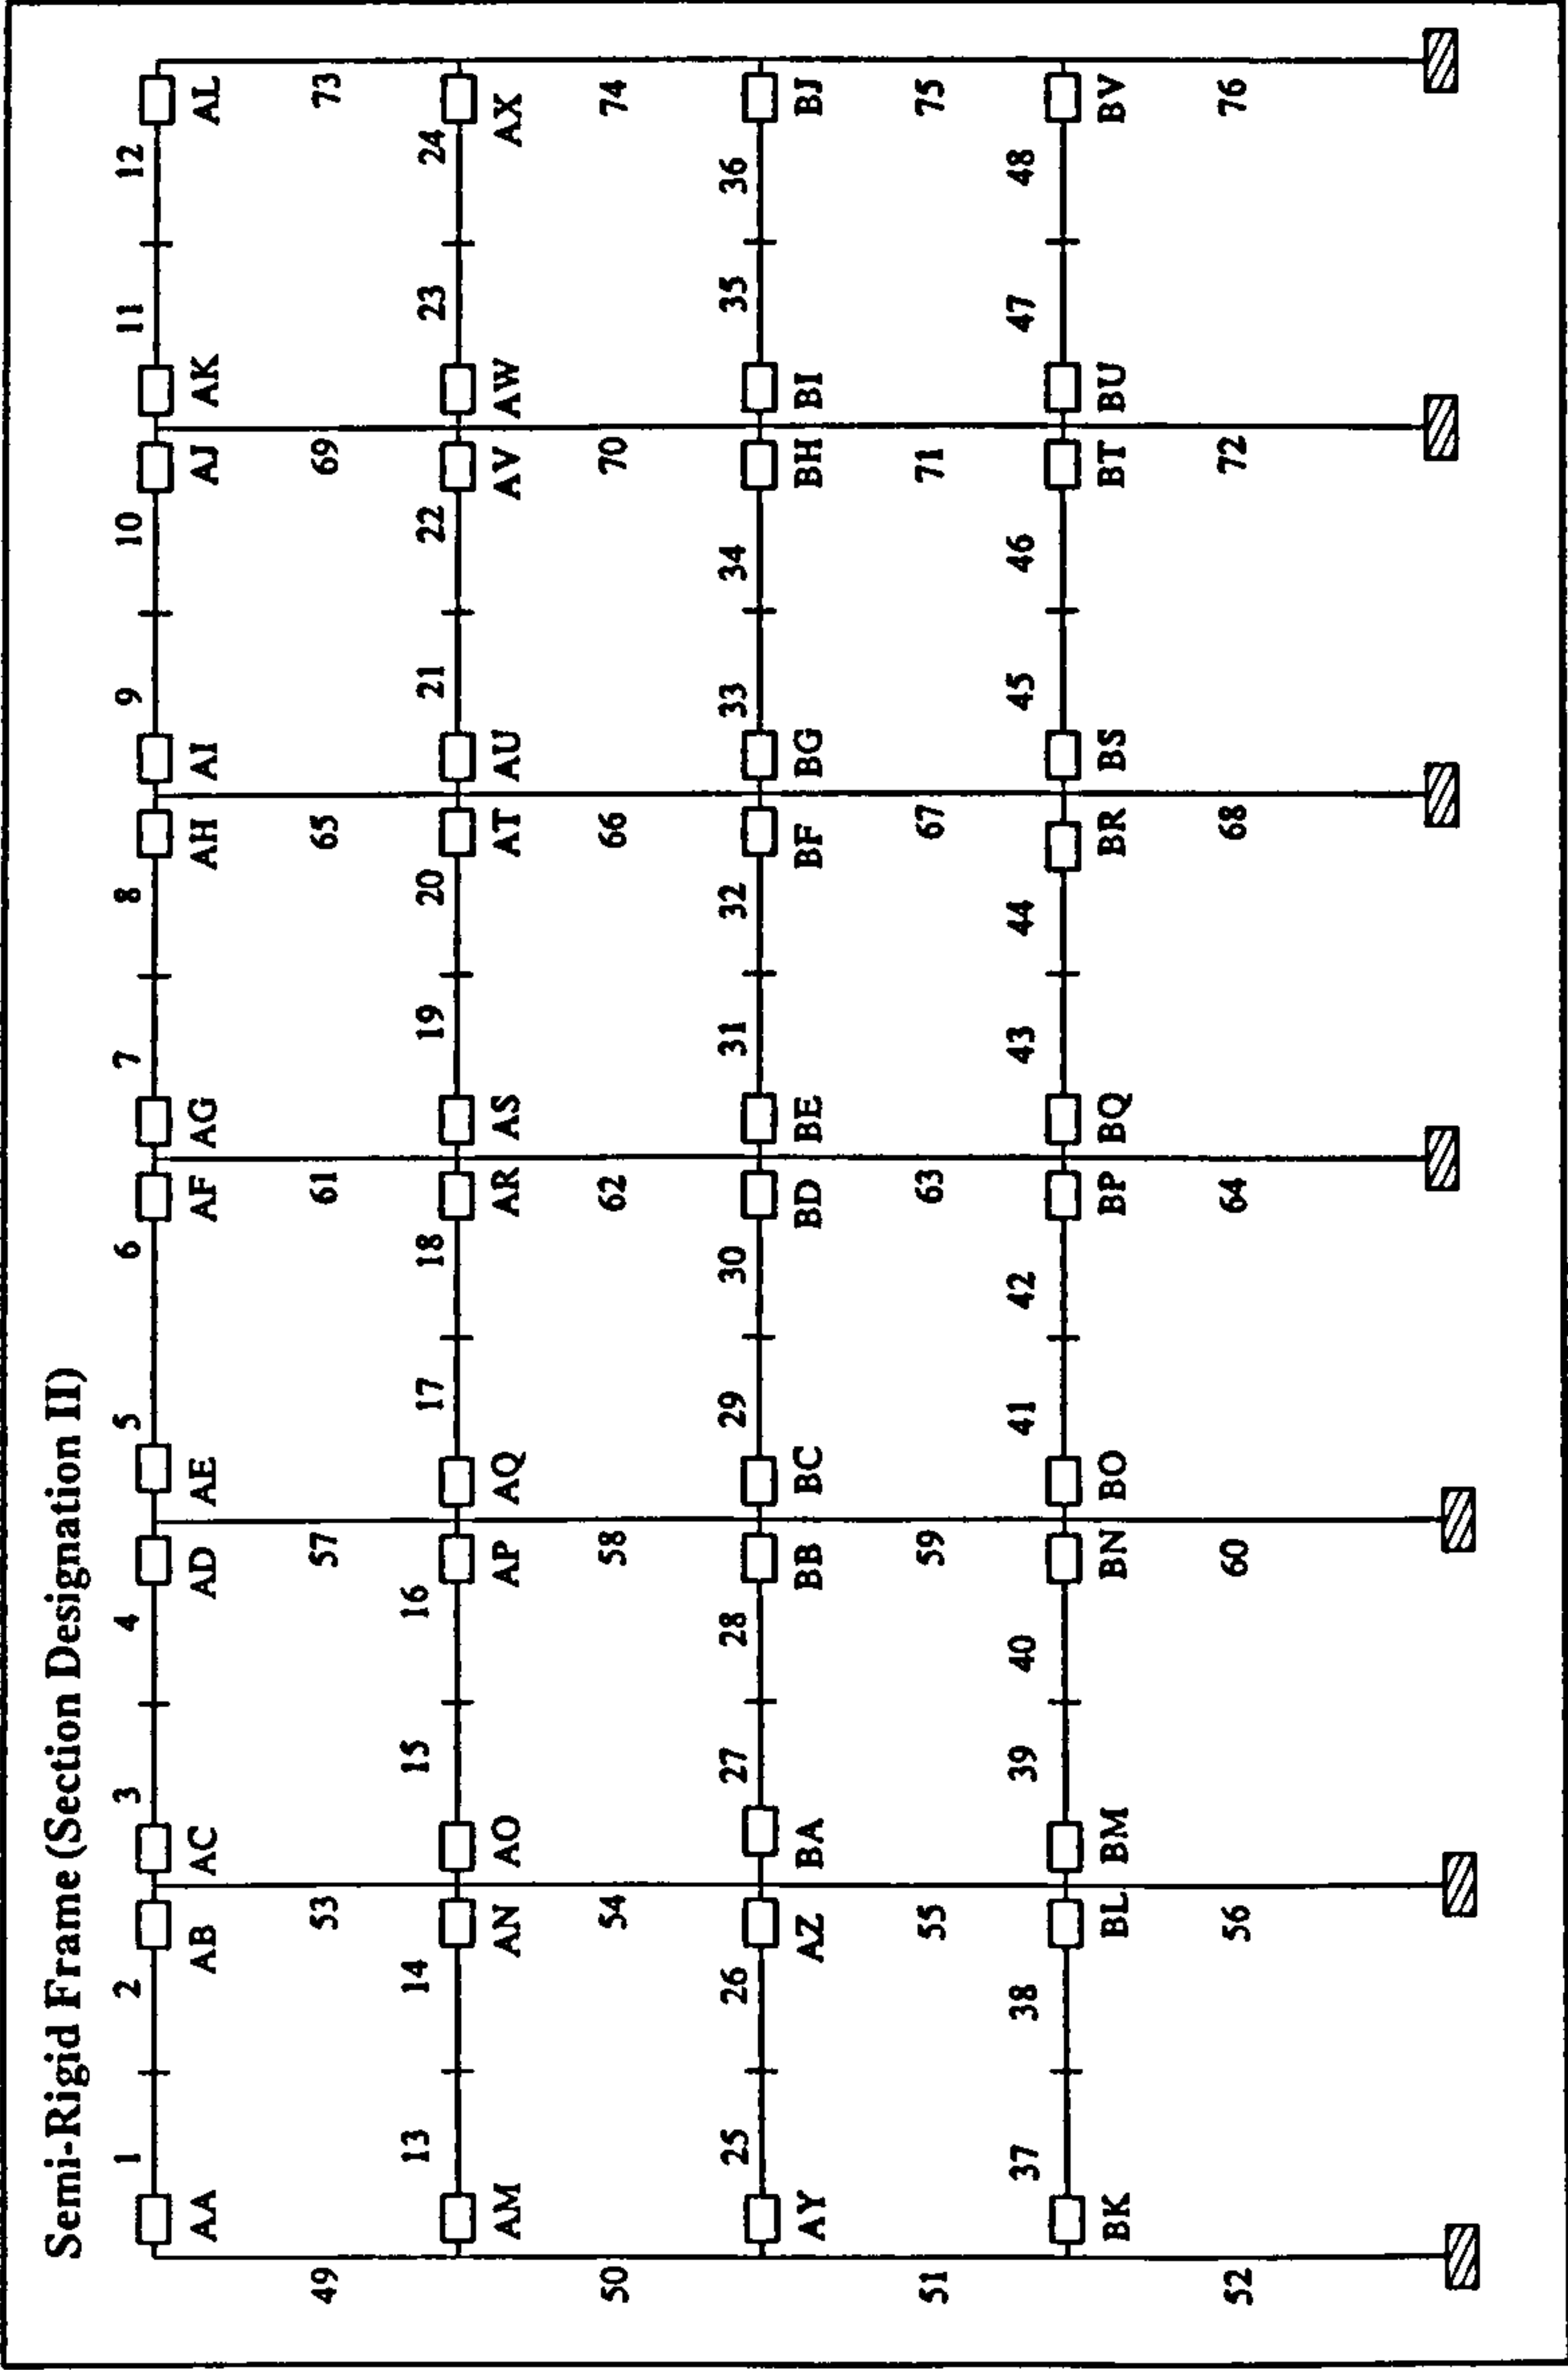 Semi-Rigid Frame (Section Designation II)
1 2 3 4 5 6 7 8 9 10 11 12
AA AB AC AD AE AF AG AH AI AJ AK AL
49 53 57 61 65 69 73
13 14 15 16 17 18 19 20 21 22 23 24
AM AN AO AP AQ AR AS AT AU AV AW AX
50 54 58 62 66 70 74
25 26 27 28 29 30 31 32 33 34 35 36
AY AZ BA BB BC BD BE BF BG BH BI BJ
51 55 59 63 67 71 75
37 38 39 40 41 42 43 44 45 46 47 48
BK BL BM BN BO BP BQ BR BS BT BU BV
52 56 60 64 68 72 76